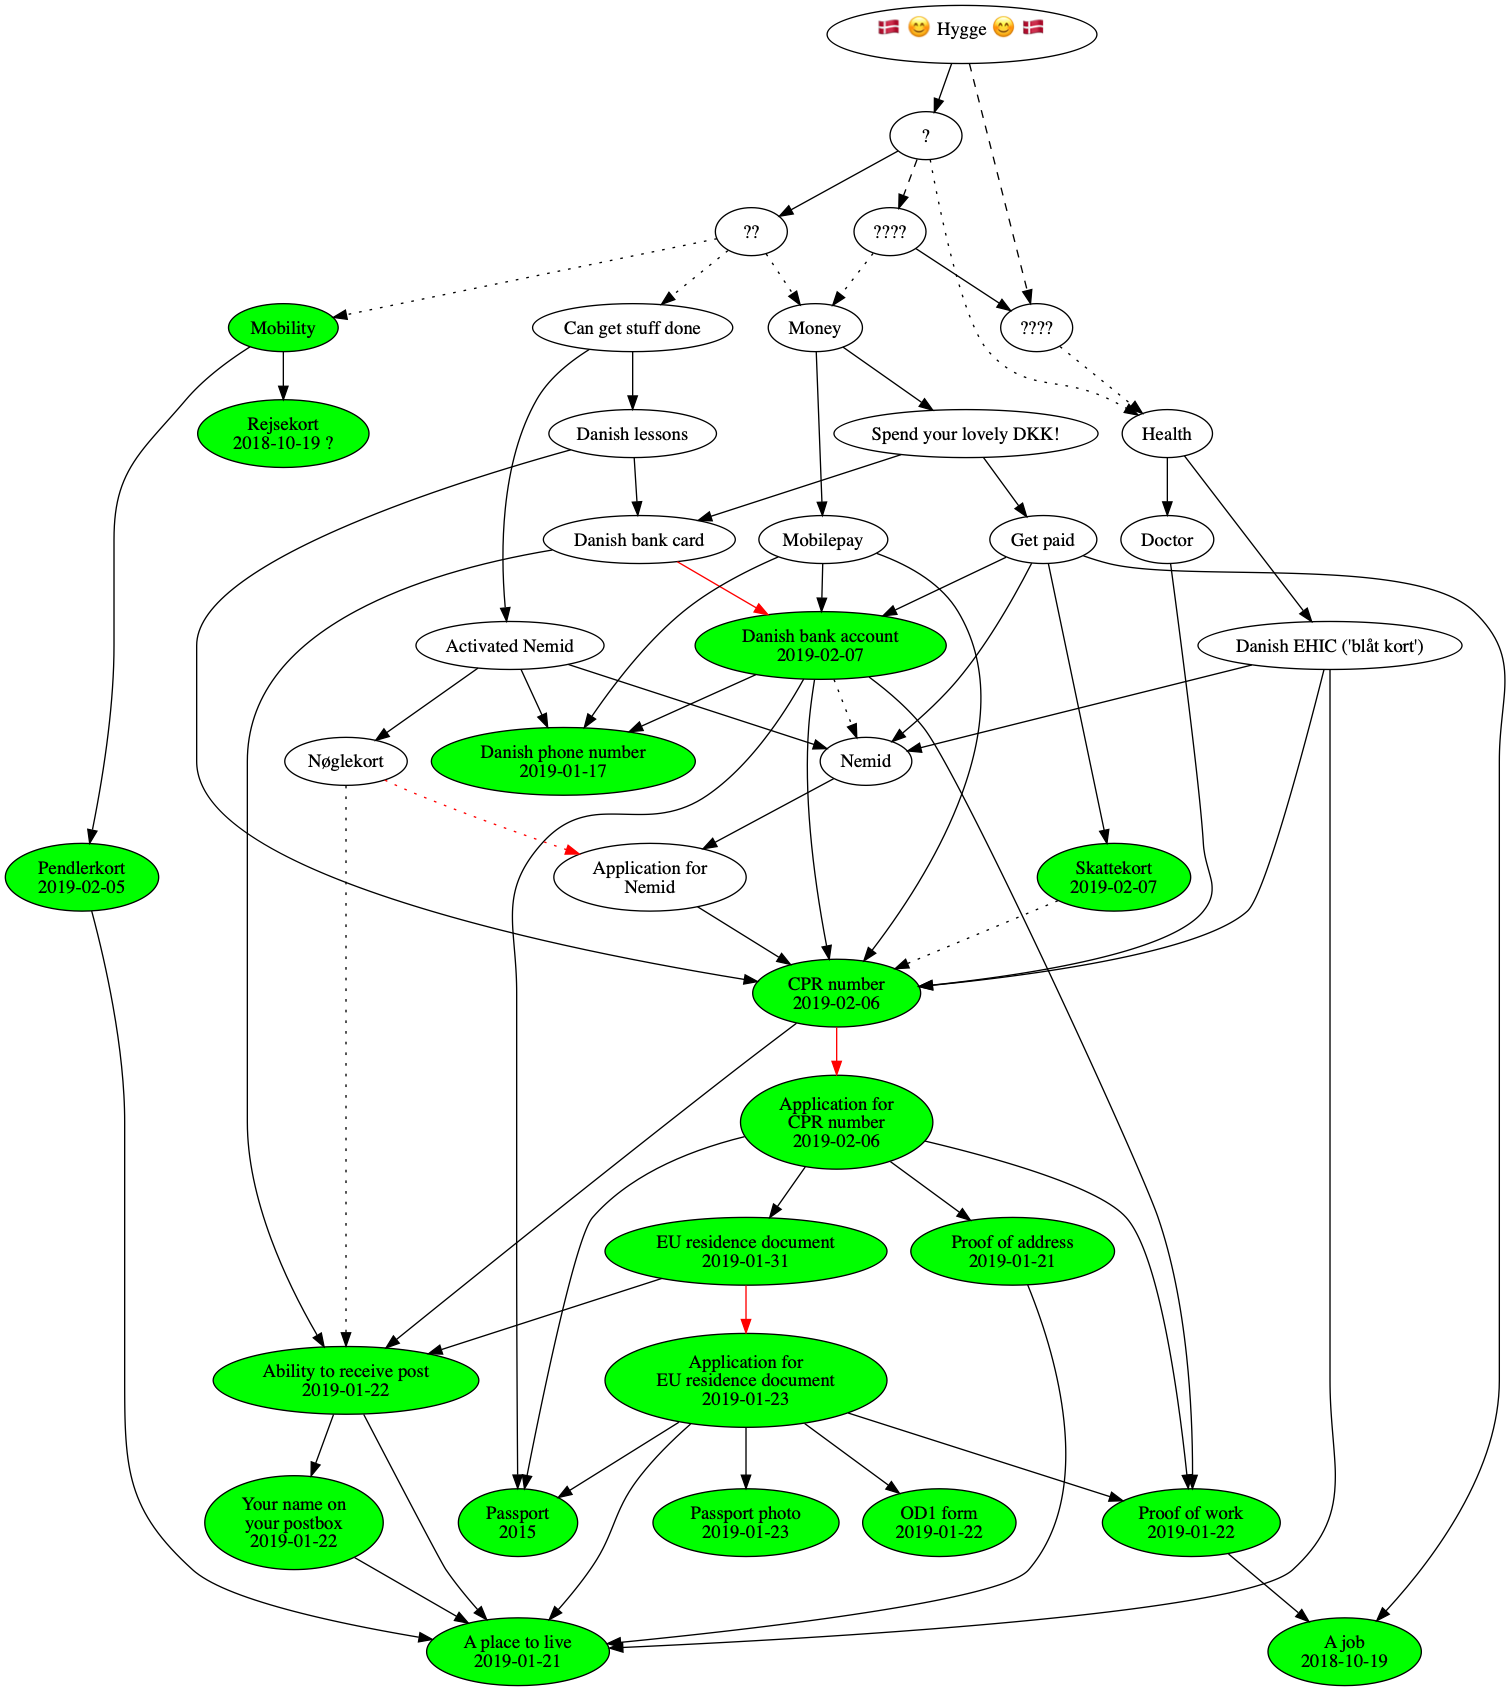 🇩🇰 😊 Hygge 😊 🇩🇰
?
??
????
Mobility
Can get stuff done
Money
????
Rejsekort
2018-10-19 ?
Danish lessons
Spend your lovely DKK!
Health
Danish bank card
Mobilepay
Get paid
Doctor
Activated Nemid
Danish bank account
2019-02-07
Danish EHIC ('blåt kort')
Nøglekort
Danish phone number
2019-01-17
Nemid
Pendlerkort
2019-02-05
Application for
Nemid
Skattekort
2019-02-07
CPR number
2019-02-06
Application for
CPR number
2019-02-06
EU residence document
2019-01-31
Proof of address
2019-01-21
Ability to receive post
2019-01-22
Application for
EU residence document
2019-01-23
Your name on
your postbox
2019-01-22
Passport
2015
Passport photo
2019-01-23
OD1 form
2019-01-22
Proof of work
2019-01-22
A place to live
2019-01-21
A job
2018-10-19